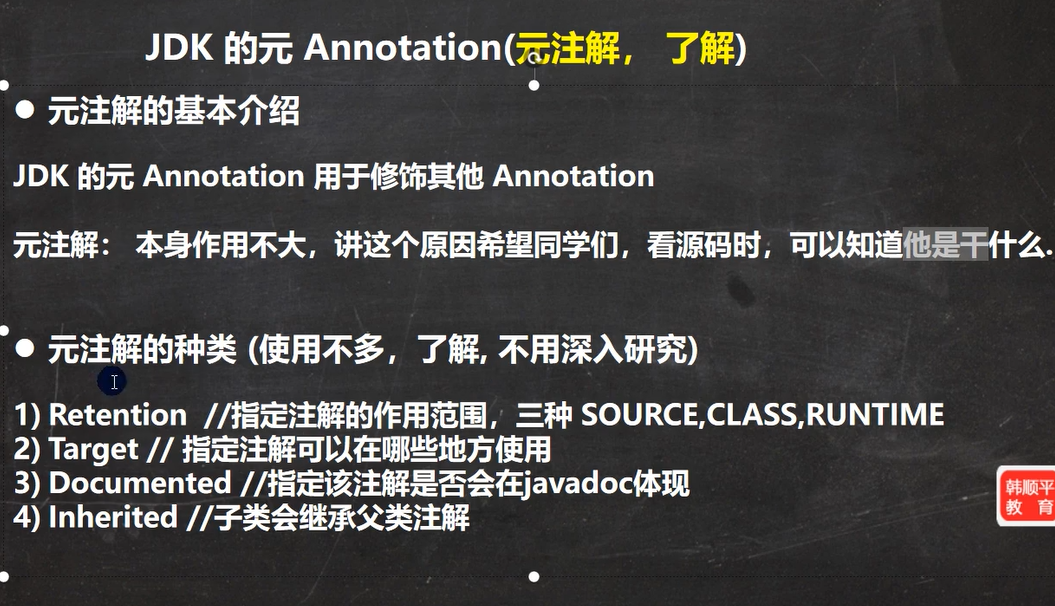 JDK 的元 Annotation(元注解， 了解)
● 元注解的基本介绍
JDK 的元 Annotation 用于修饰其他 Annotation
元注解： 本身作用不大，讲这个原因希望同学们，看源码时，可以知道他是干什么.
● 元注解的种类 (使用不多，了解, 不用深入研究)
1) Retention //指定注解的作用范围，三种 SOURCE,CLASS,RUNTIME
2) Target // 指定注解可以在哪些地方使用
3) Documented //指定该注解是否会在javadoc体现
4) Inherited //子类会继承父类注解
韩顺平
教 育